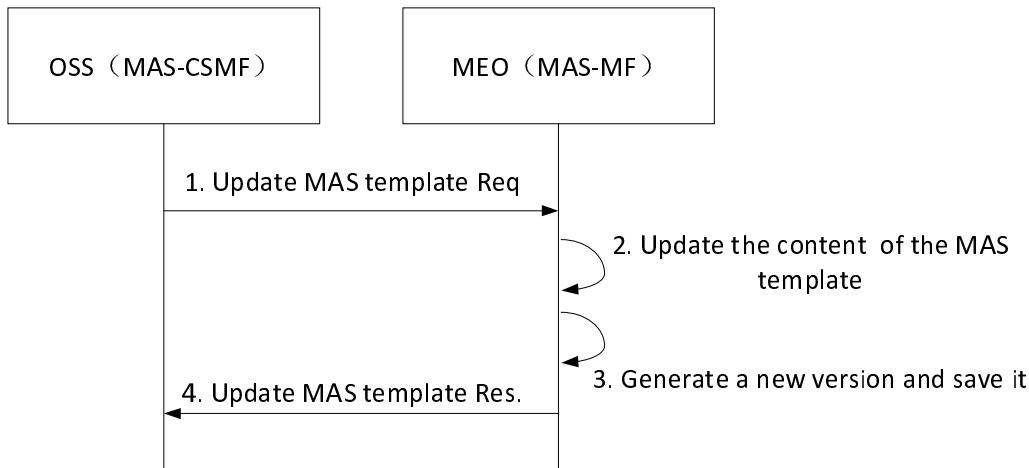 OSS（MAS-CSMF）
MEO（MAS-MF）
1. Update MAS template Req
2. Update the content of the MAS
template
3. Generate a new version and save it
4. Update MAS template Res.